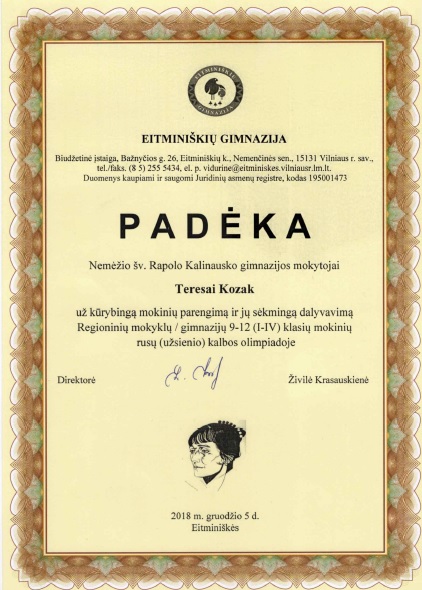 EITMINIŠKIŲ
GIMNAZIJA
EITMINIŠKIŲ GIMNAZIJA
Biudžetinė įstaiga, Bažnyčios g. 26, Eitminiškių k., Nemenčinės sen., 15131 Vilniaus r. sav.,
tel./faks. (8 5) 255 5434, el. p. vidurine@eitminiskes.vilniausr.lm.lt.
Duomenys kaupiami ir saugomi Juridinių asmenų registre, kodas 195001473
PADĖKA
Nemėžio šv. Rapolo Kalinausko gimnazijos mokytojai
Teresai Kozak
už kūrybingą mokinių parengimą ir jų sėkmingą dalyvavimą
Regioninių mokyklų / gimnazijų 9-12 (I-IV) klasių mokinių
rusų (užsienio) kalbos olimpiadoje
Direktorė Živilė Krasauskienė
2018 m. gruodžio 5 d.
Eitminiškės